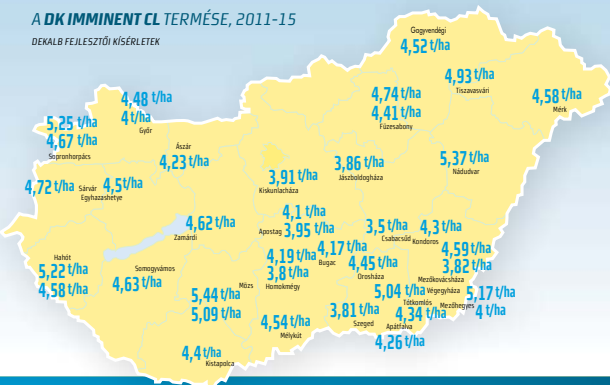 A DK IMMINENT CL TERMÉSE, 2011-15
DEKALB FEJLESZTŐI KÍSÉRLETEK
Gogyvendégi
4,52 t/ha
4,93 t/ha
Tiszavasvári
4,48 t/ha
4 t/ha
Győr
4,74 t/ha
4,41 t/ha
Füzesabony
4,58 t/ha
Mérk
5,25 t/ha
4,67 t/ha
Sopronhorpács
Ászár
4,23 t/ha
3,86 t/ha
Jászboldogháza
5,37 t/ha
Nádudvar
3,91 t/ha
Kiskunlacháza
4,72 t/ha
Sárvár
4,5 t/ha
Egyházashetye
4,62 t/ha
Zamárdi
4,1 t/ha
Apostag
3,95 t/ha
3,5 t/ha
Csabacsűd
4,3 t/ha
Kondoros
4,17 t/ha
Bugac
4,59 t/ha
3,82 t/ha
Mezőkovácsháza
Hahót
5,22 t/ha
4,58 t/ha
Somogyvámos
4,63 t/ha
4,19 t/ha
3,8 t/ha
Homokmégy
4,45 t/ha
Orosháza
Mözs
5,44 t/ha
5,09 t/ha
5,04 t/ha
Tótkomlós
Végegyháza
4,34 t/ha
Mezőhegyes
5,17 t/ha
4 t/ha
4,54 t/ha
Mélykút
3,81 t/ha
Szeged
Apátfalva
4,26 t/ha
4,4 t/ha
Kistapolca